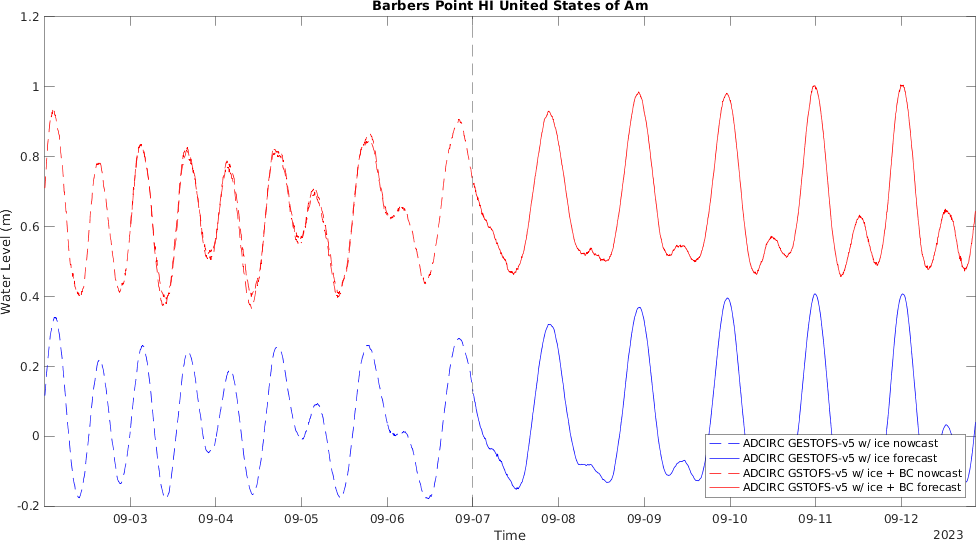 Barbers Point HI United States of Am
1.2
1
0.8
0.6
0.4
0.2
0
-0.2
Water Level (m)
ADCIRC GESTOFS-v5 w/ ice nowcast
ADCIRC GESTOFS-v5 w/ ice forecast
ADCIRC GSTOFS-v5 w/ ice + BC nowcast
ADCIRC GSTOFS-v5 w/ ice + BC forecast
09-03 09-04 09-05 09-06 09-07 09-08 09-09 09-10 09-11 09-12
Time
2023